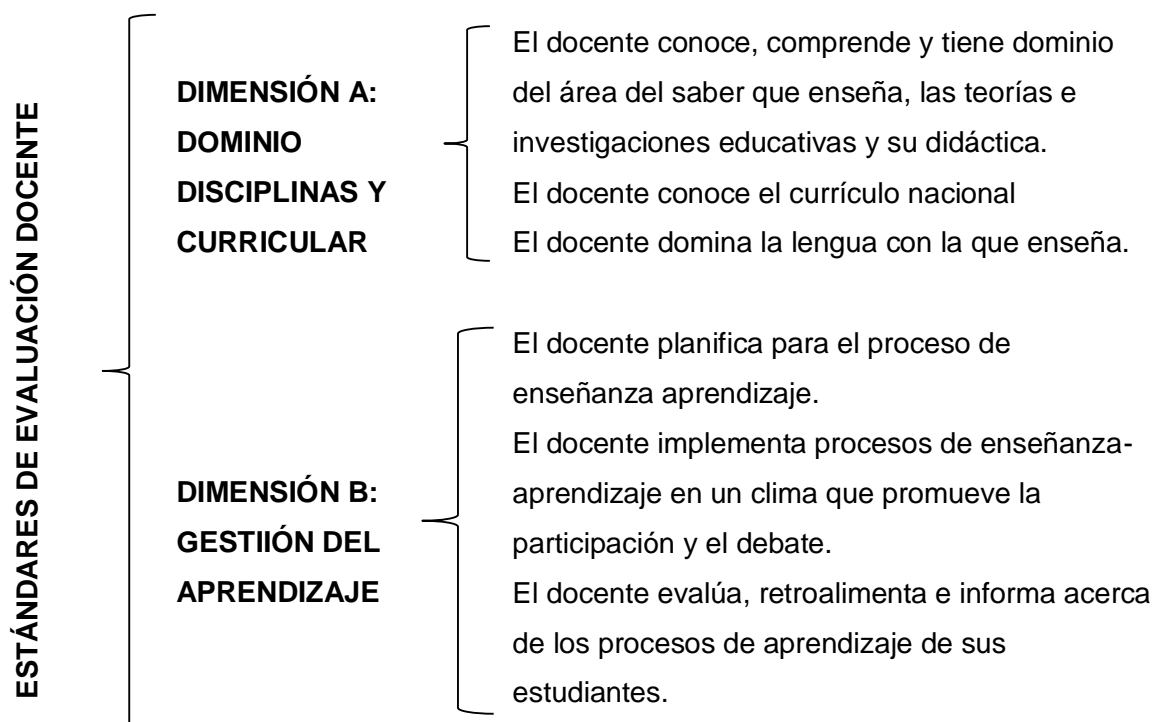 ESTÁNDARES DE EVALUACIÓN DOCENTE
DIMENSIÓN A:
DOMINIO
DISCIPLINAS Y
CURRICULAR
El docente conoce, comprende y tiene dominio
del área del saber que enseña, las teorías e
investigaciones educativas y su didáctica.
El docente conoce el currículo nacional
El docente domina la lengua con la que enseña.
DIMENSIÓN B:
GESTIIÓN DEL
APRENDIZAJE
El docente planifica para el proceso de
enseñanza aprendizaje.
El docente implementa procesos de enseñanza-
aprendizaje en un clima que promueve la
participación y el debate.
El docente evalúa, retroalimenta e informa acerca
de los procesos de aprendizaje de sus
estudiantes.